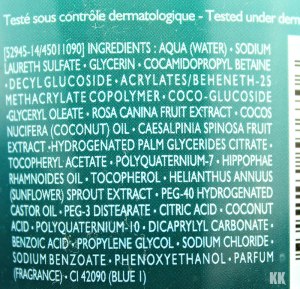 Testé sous contrôle dermatologique - Tested under derm
[52945-14/45011090] INGREDIENTS : AQUA (WATER) • SODIUM
LAURETH SULFATE • GLYCERIN • COCAMIDOPROPYL BETAINE
• DECYL GLUCOSIDE • ACRYLATES/BEHENETH-25
METHACRYLATE COPOLYMER • COCO-GLUCOSIDE
• GLYCERYL OLEATE • ROSA CANINA FRUIT EXTRACT • COCOS
NUCIFERA (COCONUT) OIL • CAESALPINIA SPINOSA FRUIT
EXTRACT • HYDROGENATED PALM GLYCERIDES CITRATE •
TOCOPHERYL ACETATE • POLYQUATERNIUM-7 • HIPPOPHAE
RHAMNOIDES OIL • TOCOPHEROL • HELIANTHUS ANNUUS
(SUNFLOWER) SPROUT EXTRACT • PEG-40 HYDROGENATED
CASTOR OIL • PEG-3 DISTEARATE • CITRIC ACID • COCONUT
ACID • POLYQUATERNIUM-10 • DICAPRYLYL CARBONATE •
BENZOIC ACID • PROPYLENE GLYCOL • SODIUM CHLORIDE •
SODIUM BENZOATE • PHENOXYETHANOL • PARFUM
(FRAGRANCE) • CI 42090 (BLUE 1)
KK